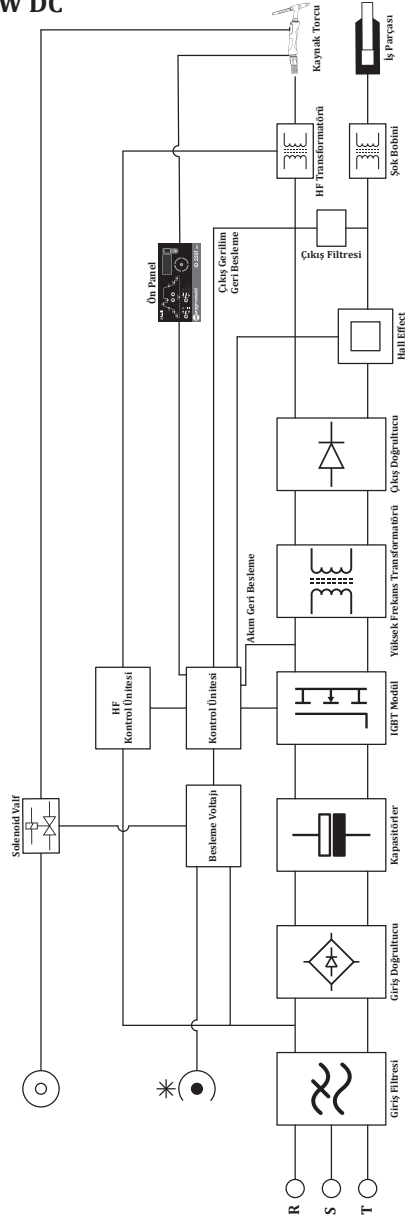 W DC
Kaynak Torcu
İş Parçası
HF Transformatörü
Şok Bobini
Çıkış Gerilim
Geri Besleme
Çıkış Filtresi
Ön Panel
Hall Effect
Çıkış Doğrultucu
Akım Geri Besleme
Yüksek Frekans Transformatörü
HF
Kontrol Ünitesi
Kontrol Ünitesi
IGBT Modül
Solenoid Valf
Besleme Voltajı
Kapasitörler
Giriş Doğrultucu
Giriş Filtresi
R
S
T